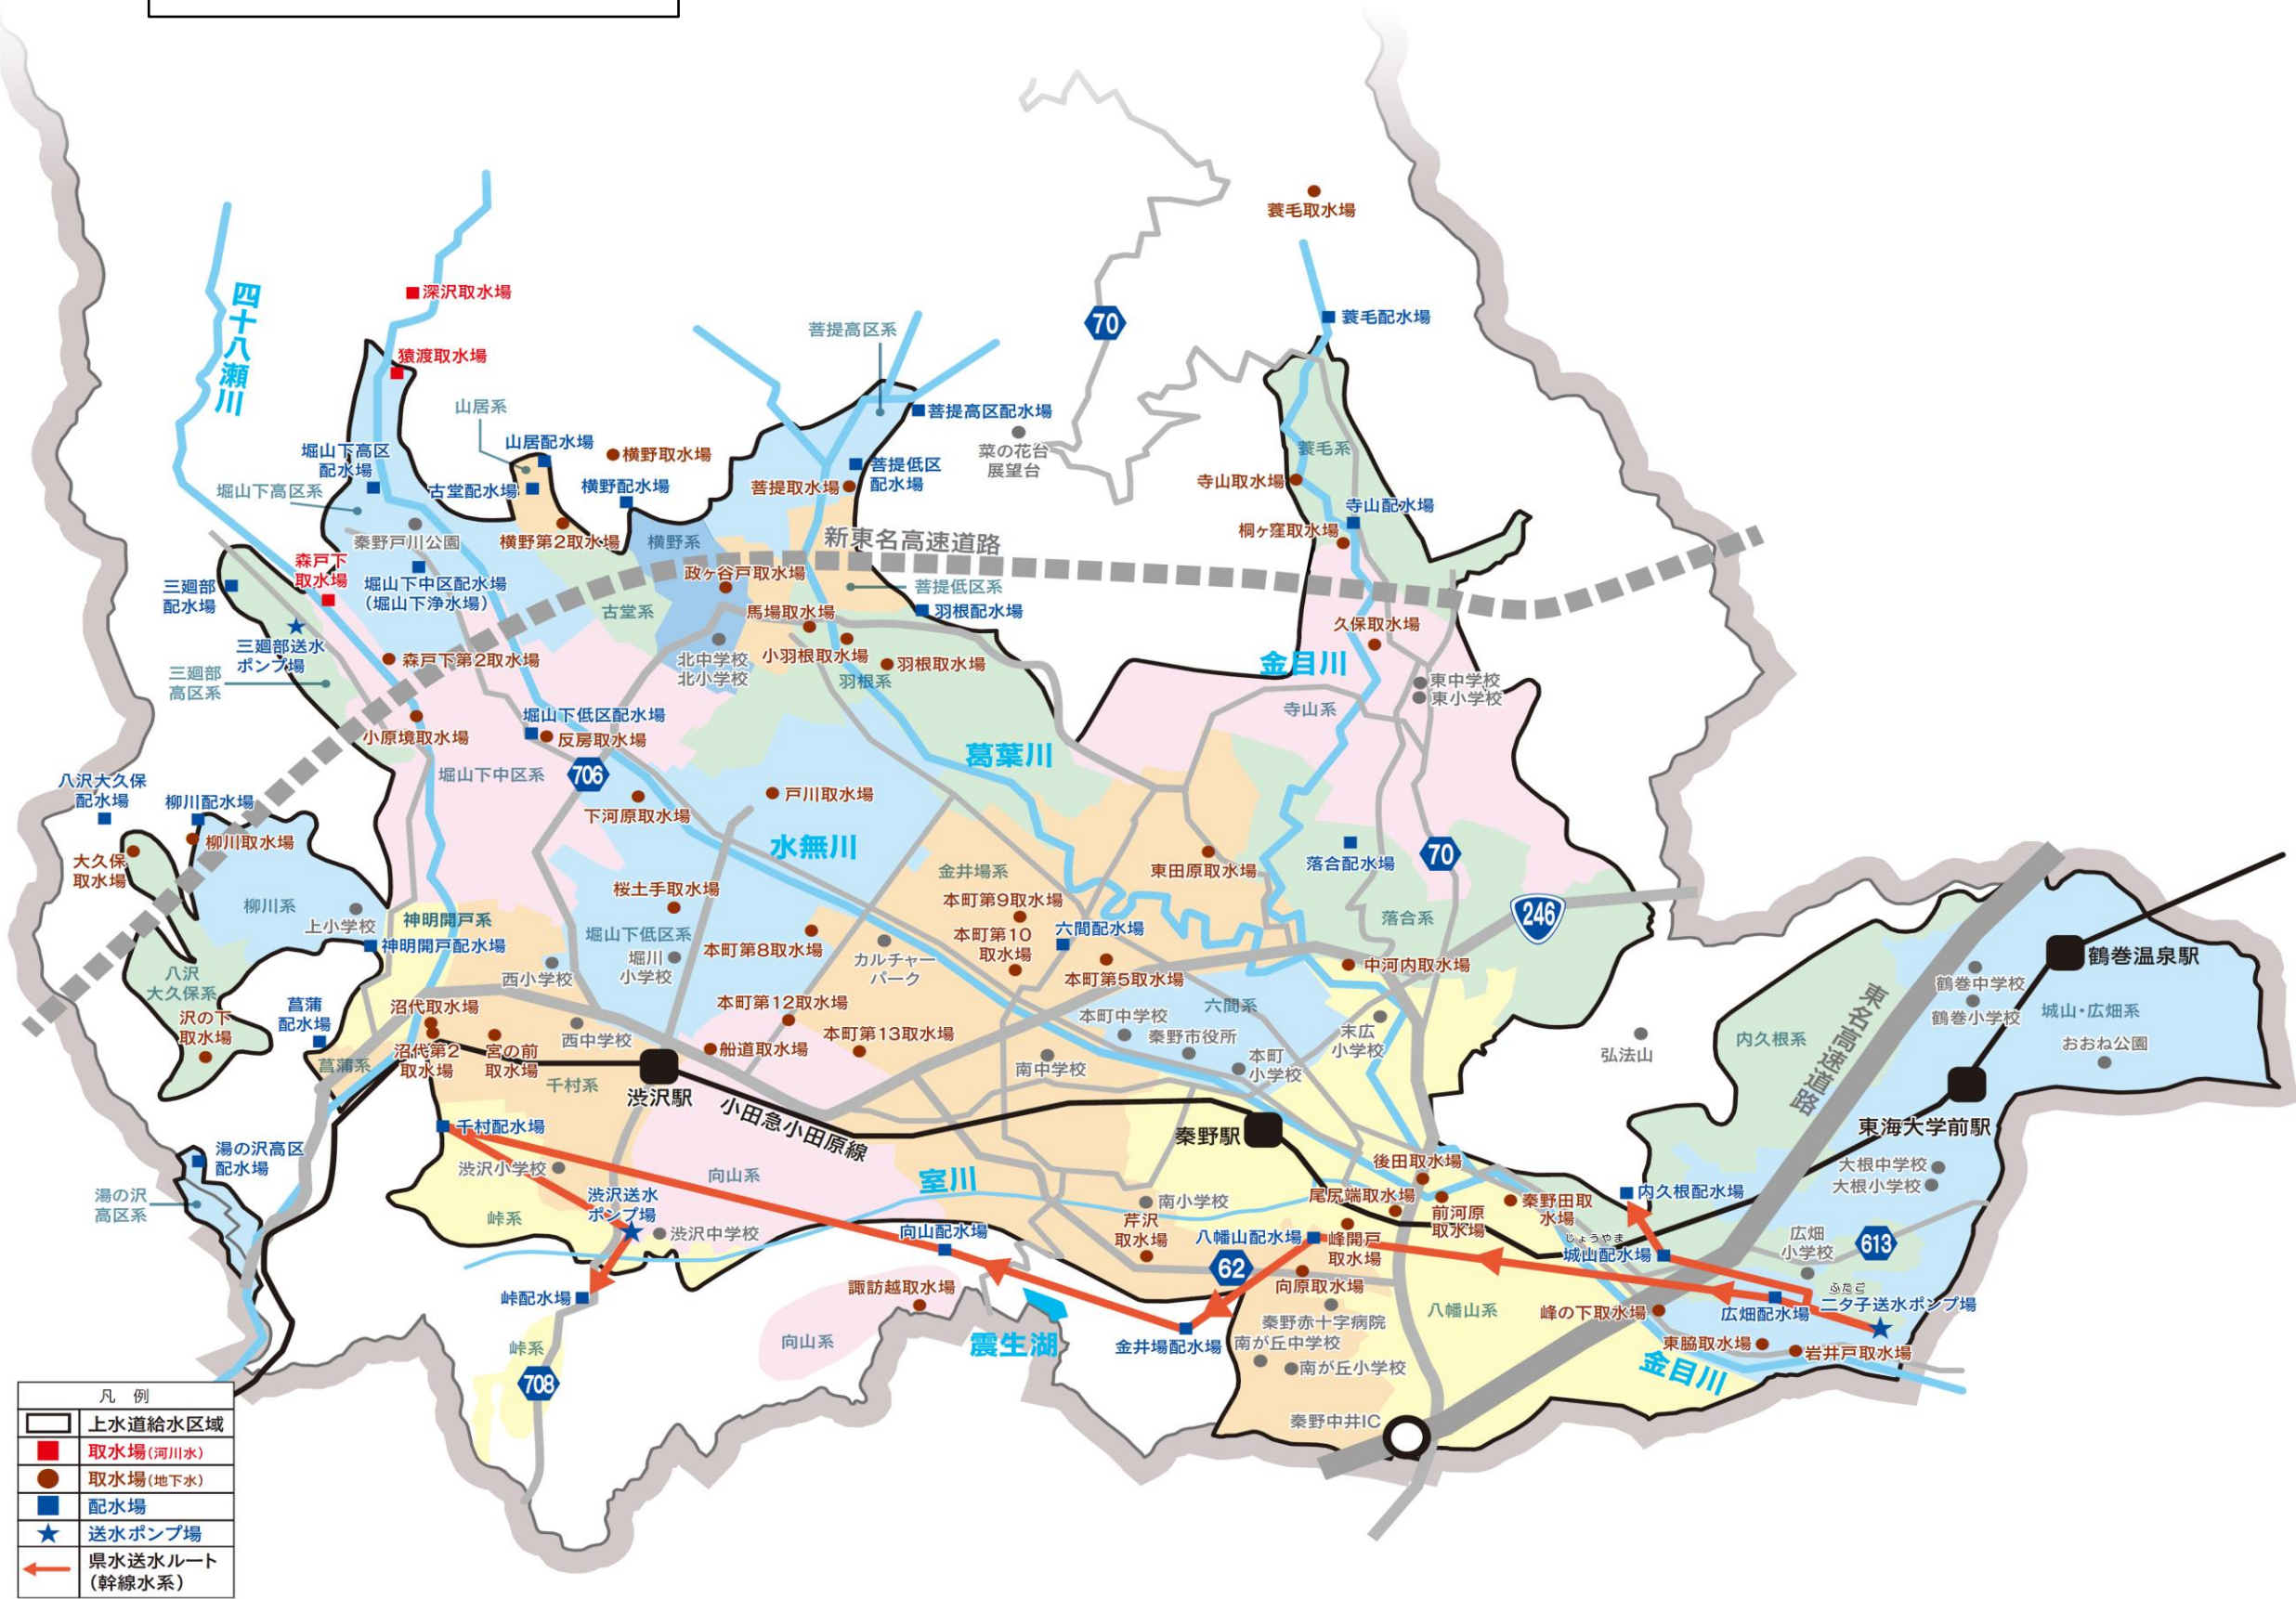 蓑毛取水場
四十八瀬川
深沢取水場
猿渡取水場
菩提高区系
70
蓑毛配水場
山居系
山居配水場
横野取水場
菩提高区配水場
菜の花台
展望台
堀山下高区
配水場
堀山下高区系
古堂配水場
横野配水場
菩提取水場
菩提低区
配水場
蓑毛系
寺山取水場
寺山配水場
桐ヶ窪取水場
秦野戸川公園
横野第2取水場
横野系
新東名高速道路
森戸下
取水場
三廻部
配水場
堀山下中区配水場
(堀山下浄水場)
政ヶ谷戸取水場
菩提低区系
古堂系
馬場取水場
羽根配水場
三廻部送水
ポンプ場
三廻部
高区系
森戸下第2取水場
北中学校
北小学校
小羽根取水場
羽根取水場
羽根系
久保取水場
金目川
東中学校
東小学校
寺山系
小原境取水場
堀山下低区配水場
反房取水場
堀山下中区系
706
葛葉川
八沢大久保
配水場
柳川配水場
柳川取水場
大久保
取水場
下河原取水場
戸川取水場
水無川
金井場系
東田原取水場
落合配水場
70
柳川系
上小学校
神明開戸系
神明開戸配水場
桜土手取水場
堀山下低区系
堀川
小学校
本町第8取水場
カルチャー
パーク
本町第9取水場
本町第10
取水場
六間配水場
本町第5取水場
落合系
246
中河内取水場
八沢
大久保系
沢の下
取水場
菖蒲
配水場
西小学校
沼代取水場
沼代第2
取水場
宮の前
取水場
西中学校
本町第12取水場
本町第13取水場
船道取水場
本町中学校
秦野市役所
六間系
末広
小学校
本町
小学校
南中学校
弘法山
内久根系
東名高速道路
鶴巻温泉駅
鶴巻中学校
鶴巻小学校
城山・広畑系
おおね公園
菖蒲系
千村系
渋沢駅
小田急小田原線
秦野駅
東海大学前駅
千村配水場
湯の沢高区
配水場
湯の沢
高区系
渋沢小学校
峠系
渋沢送水
ポンプ場
渋沢中学校
向山系
室川
向山配水場
南小学校
芹沢
取水場
後田取水場
尾尻端取水場
前河原
取水場
秦野田取
水場
八幡山配水場
峰開戸
取水場
62
向原取水場
内久根配水場
大根中学校
大根小学校
じょうやま
城山配水場
広畑
小学校
613
ふたご
二タ子送水ポンプ場
広畑配水場
峠配水場
諏訪越取水場
向山系
震生湖
金井場配水場
秦野赤十字病院
南が丘中学校
南が丘小学校
八幡山系
峰の下取水場
東脇取水場
岩井戸取水場
金目川
峠系
708
秦野中井IC
凡 例
上水道給水区域
取水場(河川水)
取水場(地下水)
配水場
送水ポンプ場
県水送水ルート
(幹線水系)